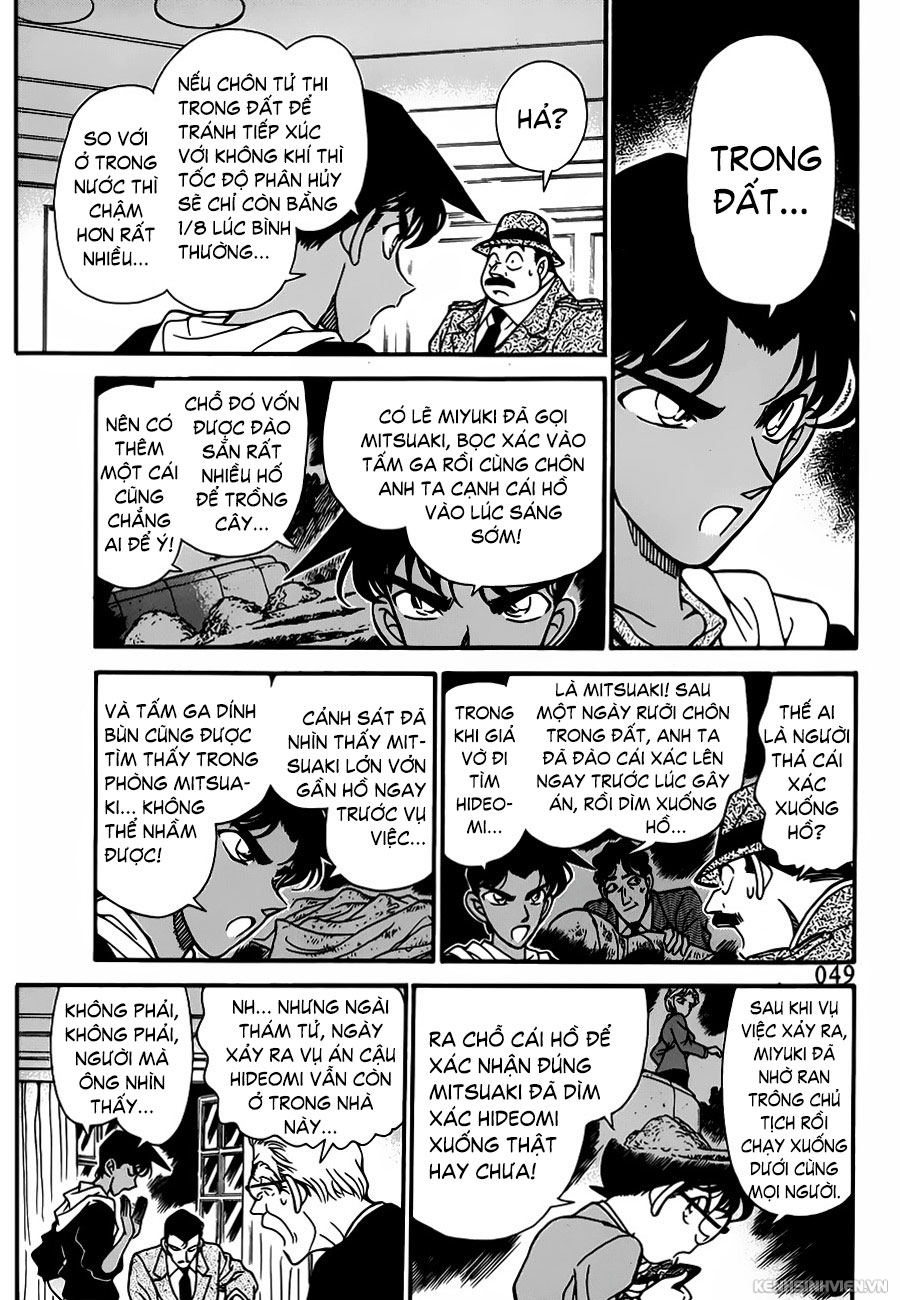 TRONG
ĐẤT...
HẢ?
NẾU CHÔN TỬ THI
TRONG ĐẤT ĐỂ
TRÁNH TIẾP XÚC
VỚI KHÔNG KHÍ THÌ
TỐC ĐỘ PHÂN HỦY
SẼ CHỈ CÒN BẰNG
1/8 LÚC BÌNH
THƯỜNG...
SO VỚI
Ở TRONG
NƯỚC THÌ
CHẬM
HƠN RẤT
NHIỀU...
CÓ LẼ MIYUKI ĐÃ GỌI
MITSUAKI, BỌC XÁC VÀO
TẤM GA RỒI CÙNG CHÔN
ANH TA CẠNH CÁI HỒ
VÀO LÚC SÁNG
SỚM!
CHỖ ĐÓ VỐN
ĐƯỢC ĐÀO
SẴN RẤT
NHIỀU HỐ
ĐỂ TRỒNG
CÂY...
NÊN CÓ
THÊM
MỘT CÁI
CŨNG
CHẲNG
AI ĐỂ Ý!
THẾ AI
LÀ NGƯỜI
THẢ CÁI
XÁC
XUỐNG
HỒ?
LÀ MITSUAKI! SAU
MỘT NGÀY RƯỠI CHÔN
TRONG ĐẤT, ANH TA
ĐÃ ĐÀO CÁI XÁC LÊN
NGAY TRƯỚC LÚC GÂY
ÁN, RỒI DÌM XUỐNG
HỒ...
TRONG
KHI GIẢ
VỜ ĐI
TÌM
HIDEO-
MI...
CẢNH SÁT ĐÃ
NHÌN THẤY MIT-
SUAKI LỞN VỞN
GẦN HỒ NGAY
TRƯỚC VỤ
VIỆC...
VÀ TẤM GA DÍNH
BÙN CŨNG ĐƯỢC
TÌM THẤY TRONG
PHÒNG MITSUA-
KI... KHÔNG
THỂ NHẦM
ĐƯỢC!
049
SAU KHI VỤ
VIỆC XẢY RA,
MIYUKI ĐÃ
NHỜ RAN
TRÔNG CHỦ
TỊCH RỒI
CHẠY XUỐNG
DƯỚI CÙNG
MỌI NGƯỜI.
RA CHỖ CÁI HỒ ĐỂ
XÁC NHẬN ĐÚNG
MITSUAKI ĐÃ DÌM
XÁC HIDEOMI
XUỐNG THẬT
HAY CHƯA!
NH... NHƯNG NGÀI
THÁM TỬ, NGÀY
XẢY RA VỤ ÁN CẬU
HIDEOMI VẪN CÒN
Ở TRONG NHÀ
NÀY...
KHÔNG PHẢI,
KHÔNG PHẢI,
NGƯỜI MÀ
ÔNG NHÌN
THẤY...
KENHSINHVIEN.VN